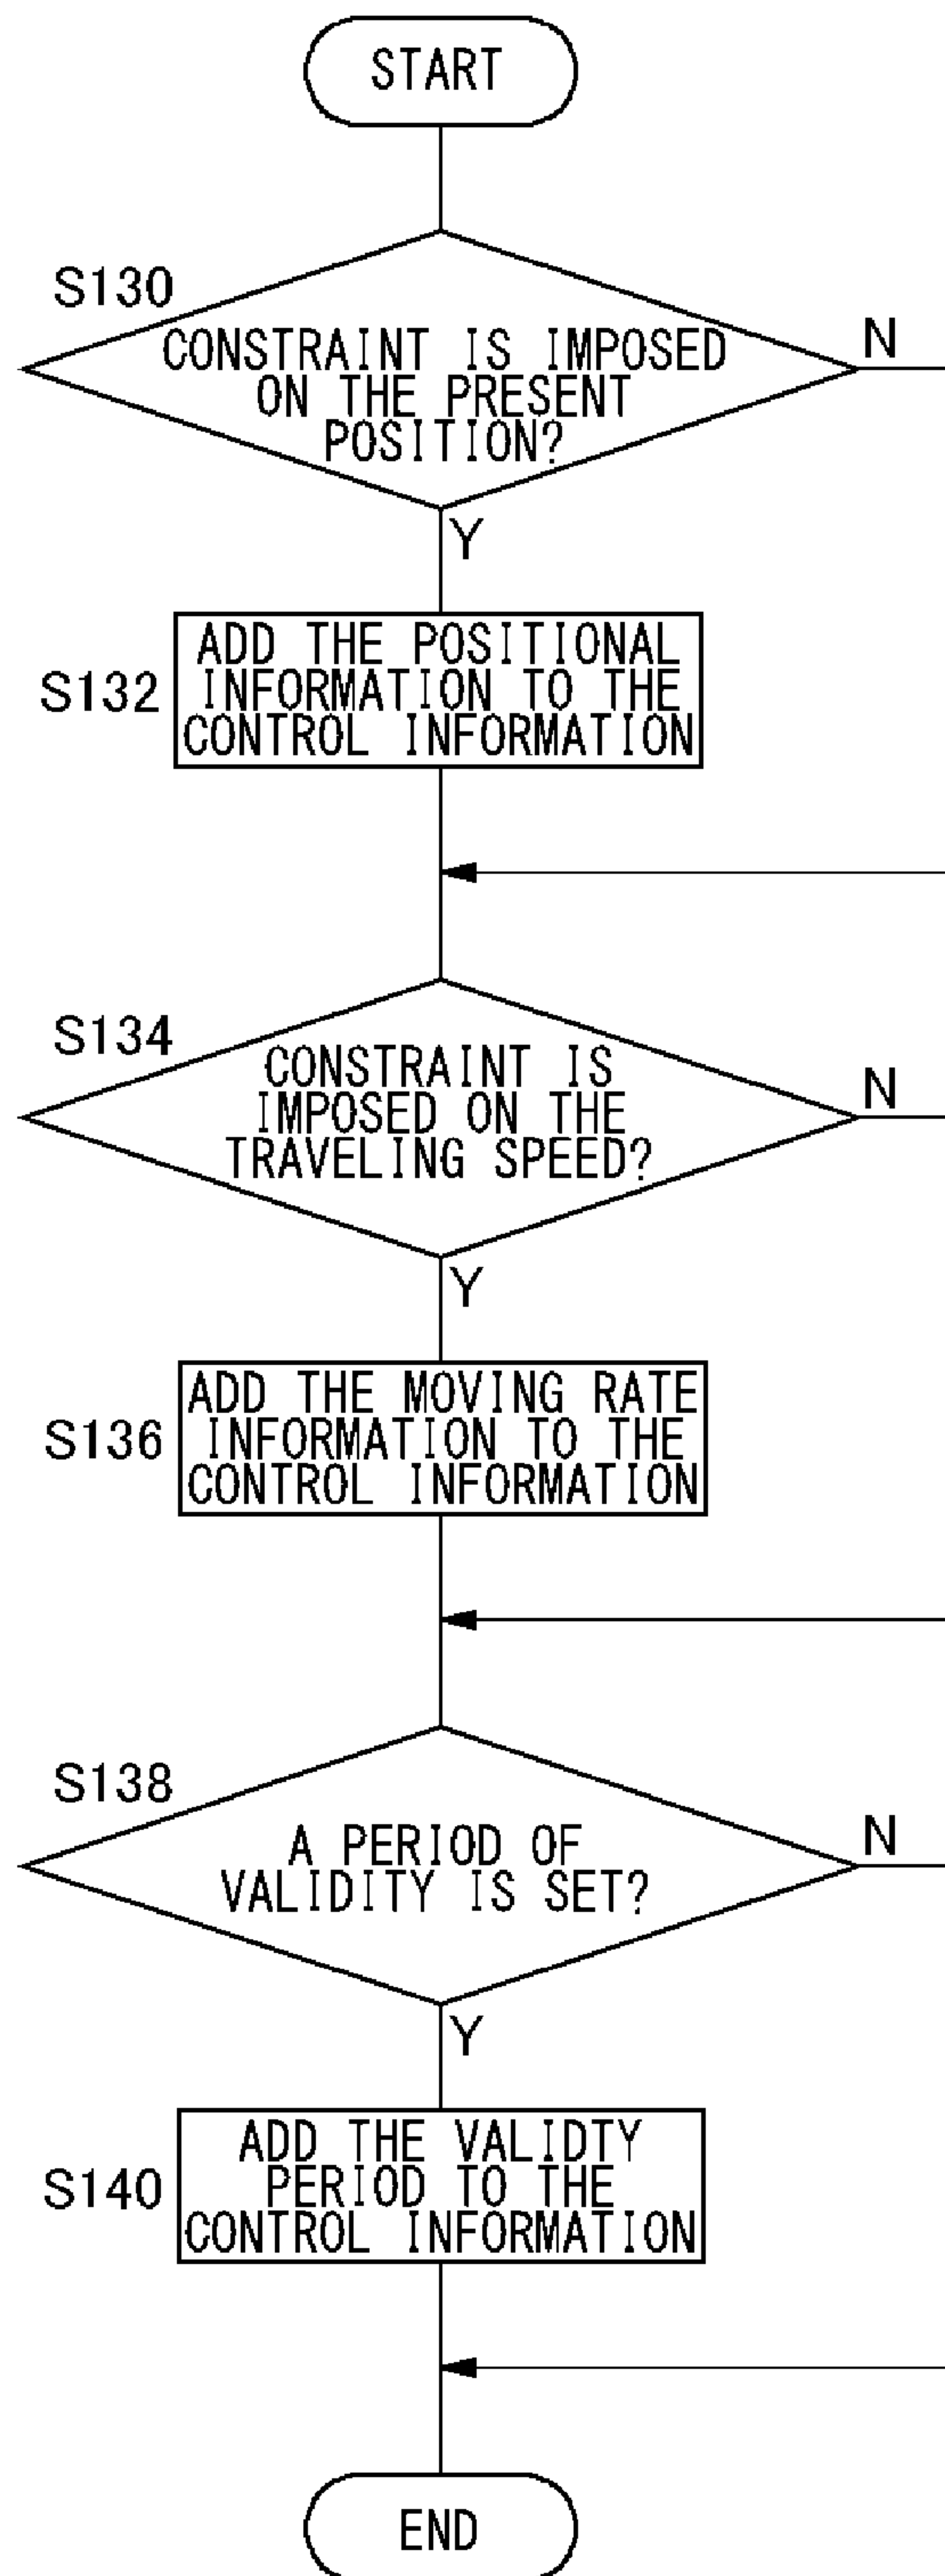 START
S130
CONSTRAINT IS IMPOSED
ON THE PRESENT
POSITION?
N
Y
S132
ADD THE POSITIONAL
INFORMATION TO THE
CONTROL INFORMATION
S134
CONSTRAINT IS
IMPOSED ON THE
TRAVELING SPEED?
N
Y
S136
ADD THE MOVING RATE
INFORMATION TO THE
CONTROL INFORMATION
S138
A PERIOD OF
VALIDITY IS SET?
N
Y
S140
ADD THE VALIDTY
PERIOD TO THE
CONTROL INFORMATION
END